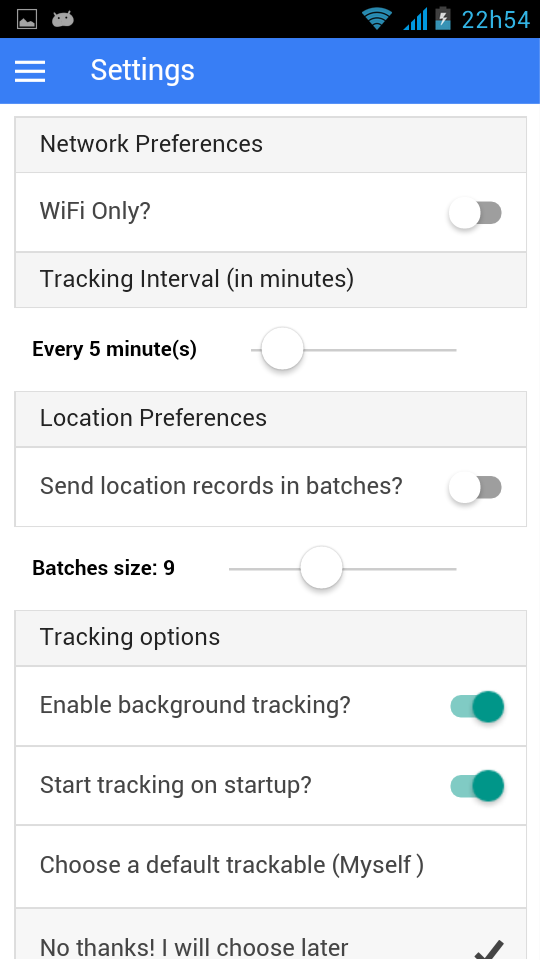 22h54
Settings
Network Preferences
WiFi Only?
Tracking Interval (in minutes)
Every 5 minute(s)
Location Preferences
Send location records in batches?
Batches size: 9
Tracking options
Enable background tracking?
Start tracking on startup?
Choose a default trackable (Myself )
No thanks! I will choose later